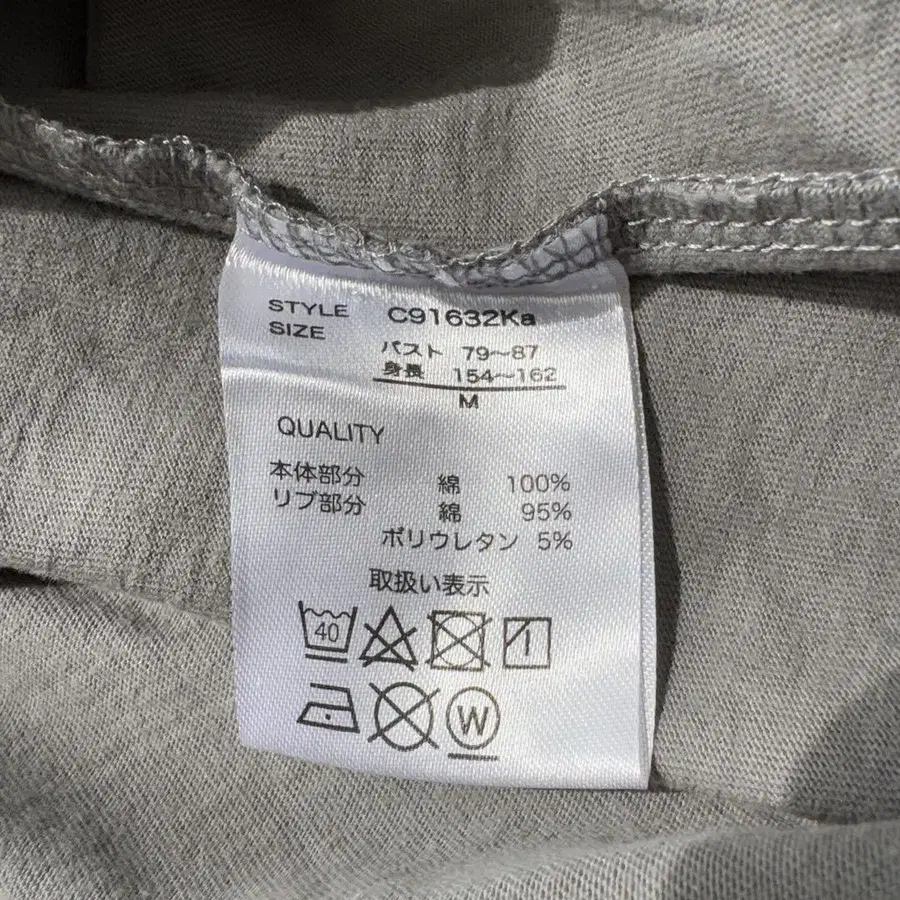 STYLE C91632Ka
SIZE
バスト 79〜87
身長 154〜162
M
QUALITY
本体部分 綿 100%
リブ部分 綿 95%
ポリウレタン 5%
取扱い表示
40
W